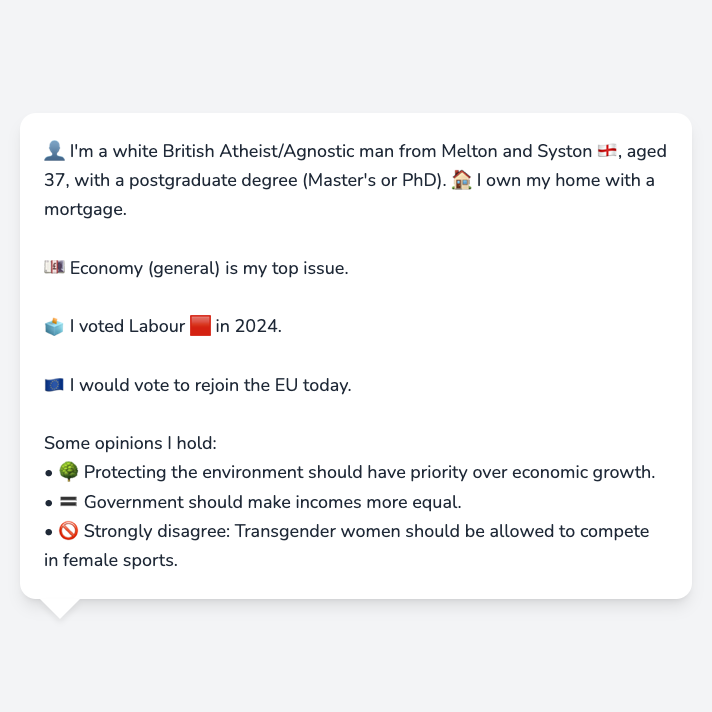 👤 I'm a white British Atheist/Agnostic man from Melton and Syston 🏴󠁧󠁢󠁥󠁮󠁧󠁿, aged
37, with a postgraduate degree (Master's or PhD). 🏠 I own my home with a
mortgage.
💷 Economy (general) is my top issue.
🗳️ I voted Labour 🟥 in 2024.
🇪🇺 I would vote to rejoin the EU today.
Some opinions I hold:
• 🌳 Protecting the environment should have priority over economic growth.
• 🟰 Government should make incomes more equal.
• 🚫 Strongly disagree: Transgender women should be allowed to compete
in female sports.